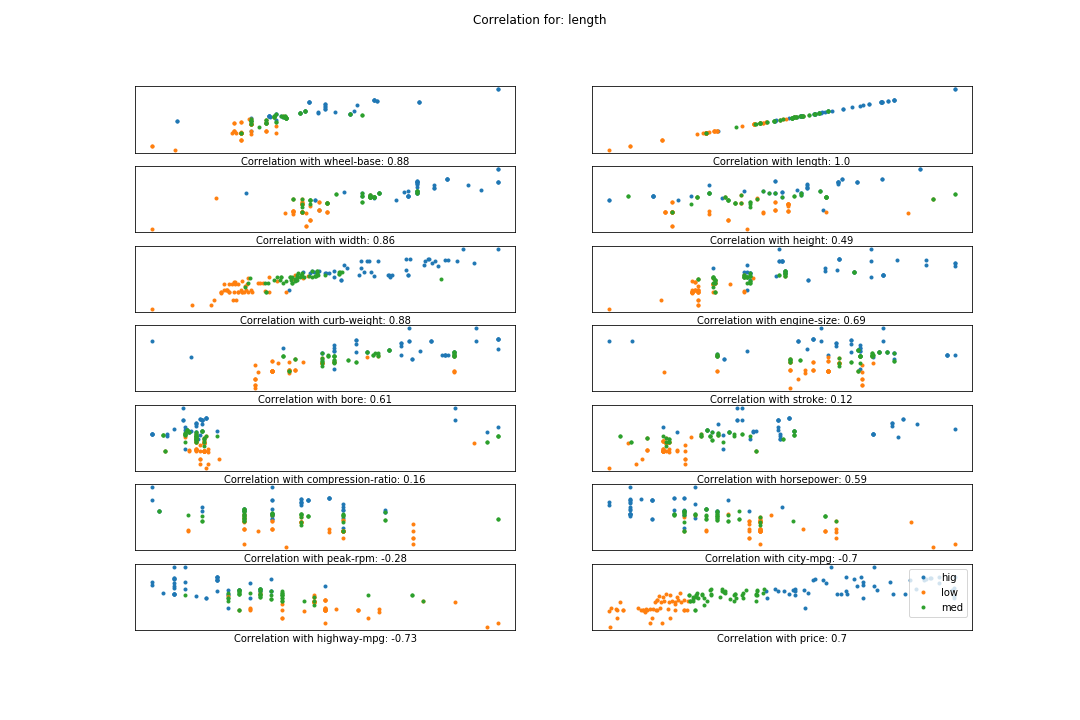 Correlation for: length
Correlation with wheel-base: 0.88
Correlation with length: 1.0
Correlation with width: 0.86
Correlation with height: 0.49
Correlation with curb-weight: 0.88
Correlation with engine-size: 0.69
Correlation with bore: 0.61
Correlation with stroke: 0.12
Correlation with compression-ratio: 0.16
Correlation with horsepower: 0.59
Correlation with peak-rpm: -0.28
Correlation with city-mpg: -0.7
hig
low
med
Correlation with highway-mpg: -0.73
Correlation with price: 0.7